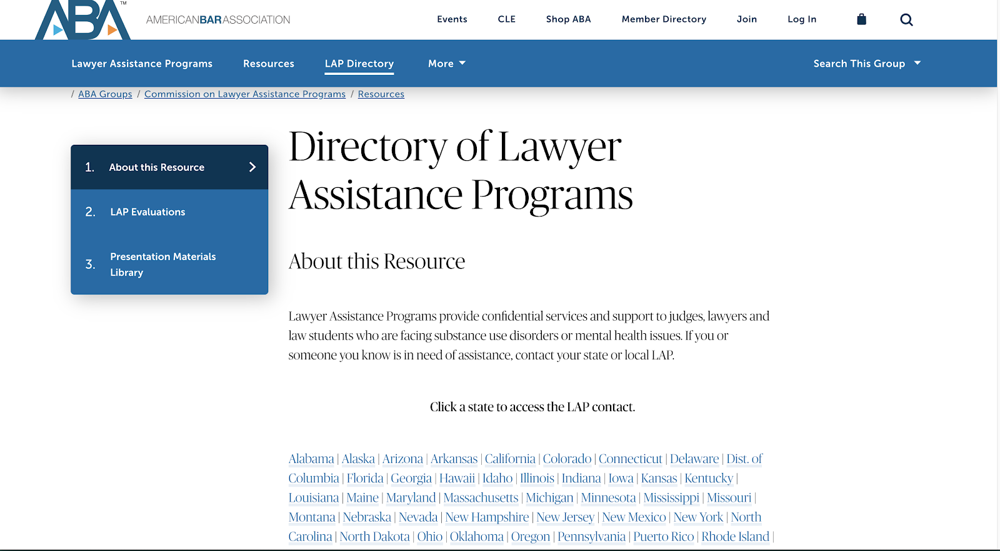 ABA™
AMERICANBARASSOCIATION
Events CLE Shop ABA Member Directory Join Log In
Lawyer Assistance Programs Resources LAP Directory More Search This Group
/ ABA Groups / Commission on Lawyer Assistance Programs / Resources
1. About this Resource
2. LAP Evaluations
3. Presentation Materials
Library
Directory of Lawyer
Assistance Programs
About this Resource
Lawyer Assistance Programs provide confidential services and support to judges, lawyers and
law students who are facing substance use disorders or mental health issues. If you or
someone you know is in need of assistance, contact your state or local LAP.
Click a state to access the LAP contact.
Alabama | Alaska | Arizona | Arkansas | California | Colorado | Connecticut | Delaware | Dist. of
Columbia | Florida | Georgia | Hawaii | Idaho | Illinois | Indiana | Iowa | Kansas | Kentucky |
Louisiana | Maine | Maryland | Massachusetts | Michigan | Minnesota | Mississippi | Missouri |
Montana | Nebraska | Nevada | New Hampshire | New Jersey | New Mexico | New York | North
Carolina | North Dakota | Ohio | Oklahoma | Oregon | Pennsylvania | Puerto Rico | Rhode Island |